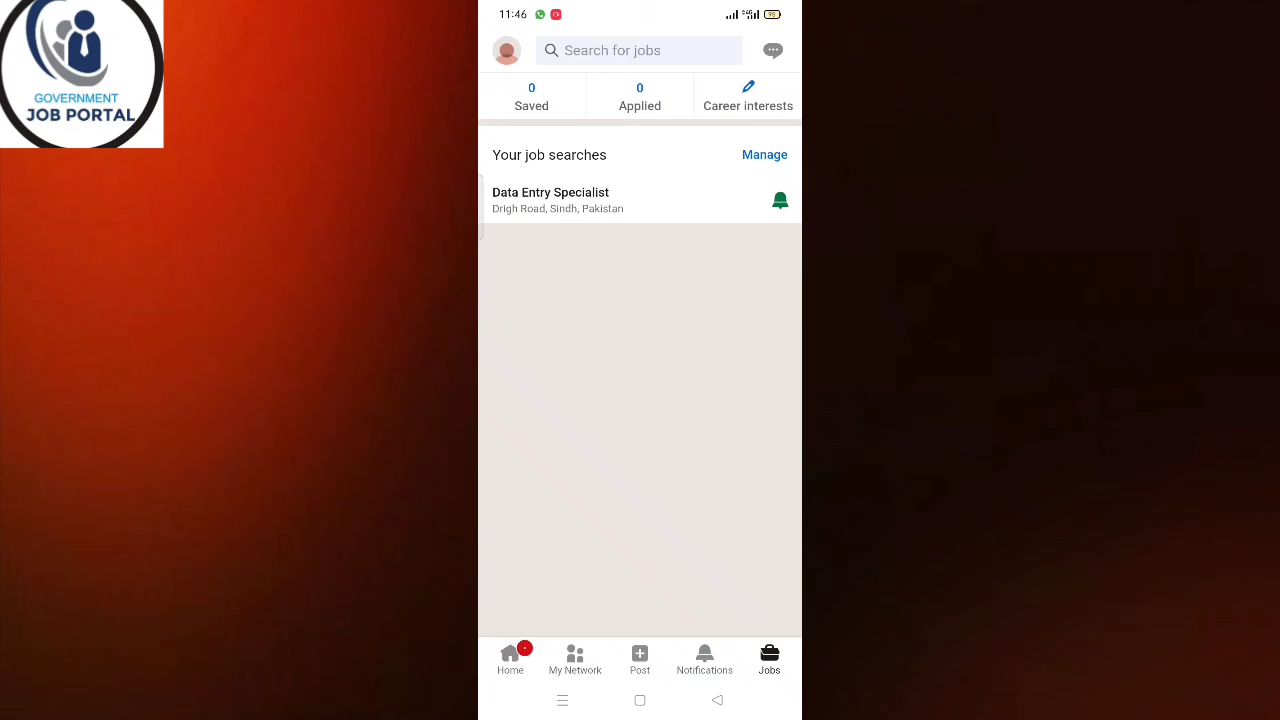 GOVERNMENT
JOB PORTAL
11:46
Search for jobs
0
Saved
0
Applied
Career interests
Your job searches
Manage
Data Entry Specialist
Drigh Road, Sindh, Pakistan
Home
My Network
Post
Notifications
Jobs